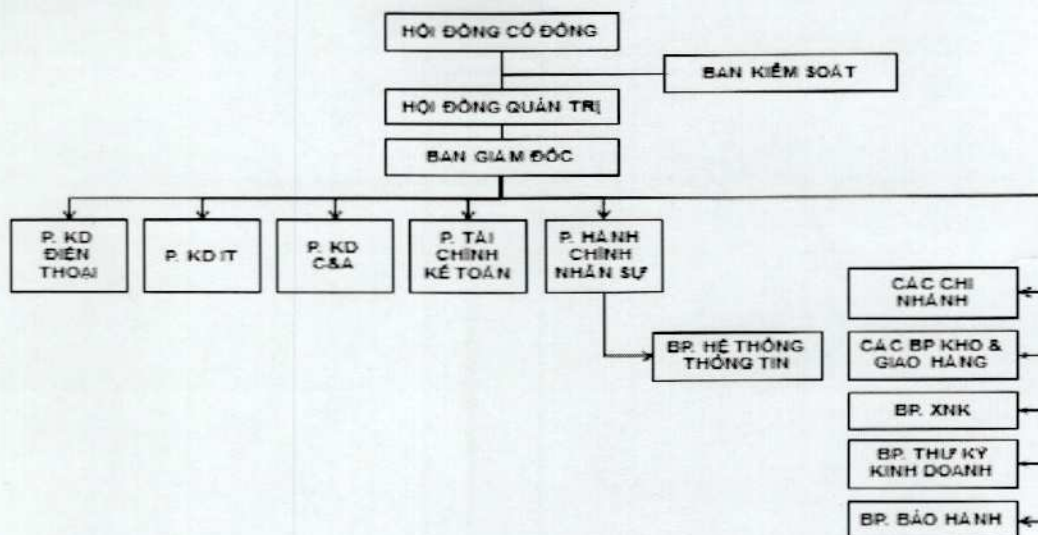 HỘI ĐỒNG CỔ ĐÔNG
BAN KIỂM SOÁT
HỘI ĐỒNG QUẢN TRỊ
BAN GIÁM ĐỐC
P. KD
ĐIỆN
THOẠI
P. KD IT
P. KD
C&A
P. TÀI
CHÍNH
KẾ TOÁN
P. HÀNH
CHÍNH
NHÂN SỰ
BP. HỆ THỐNG
THÔNG TIN
CÁC CHI
NHÁNH
CÁC BP KHO &
GIAO HÀNG
BP. XNK
BP. THƯ KÝ
KINH DOANH
BP. BẢO HÀNH